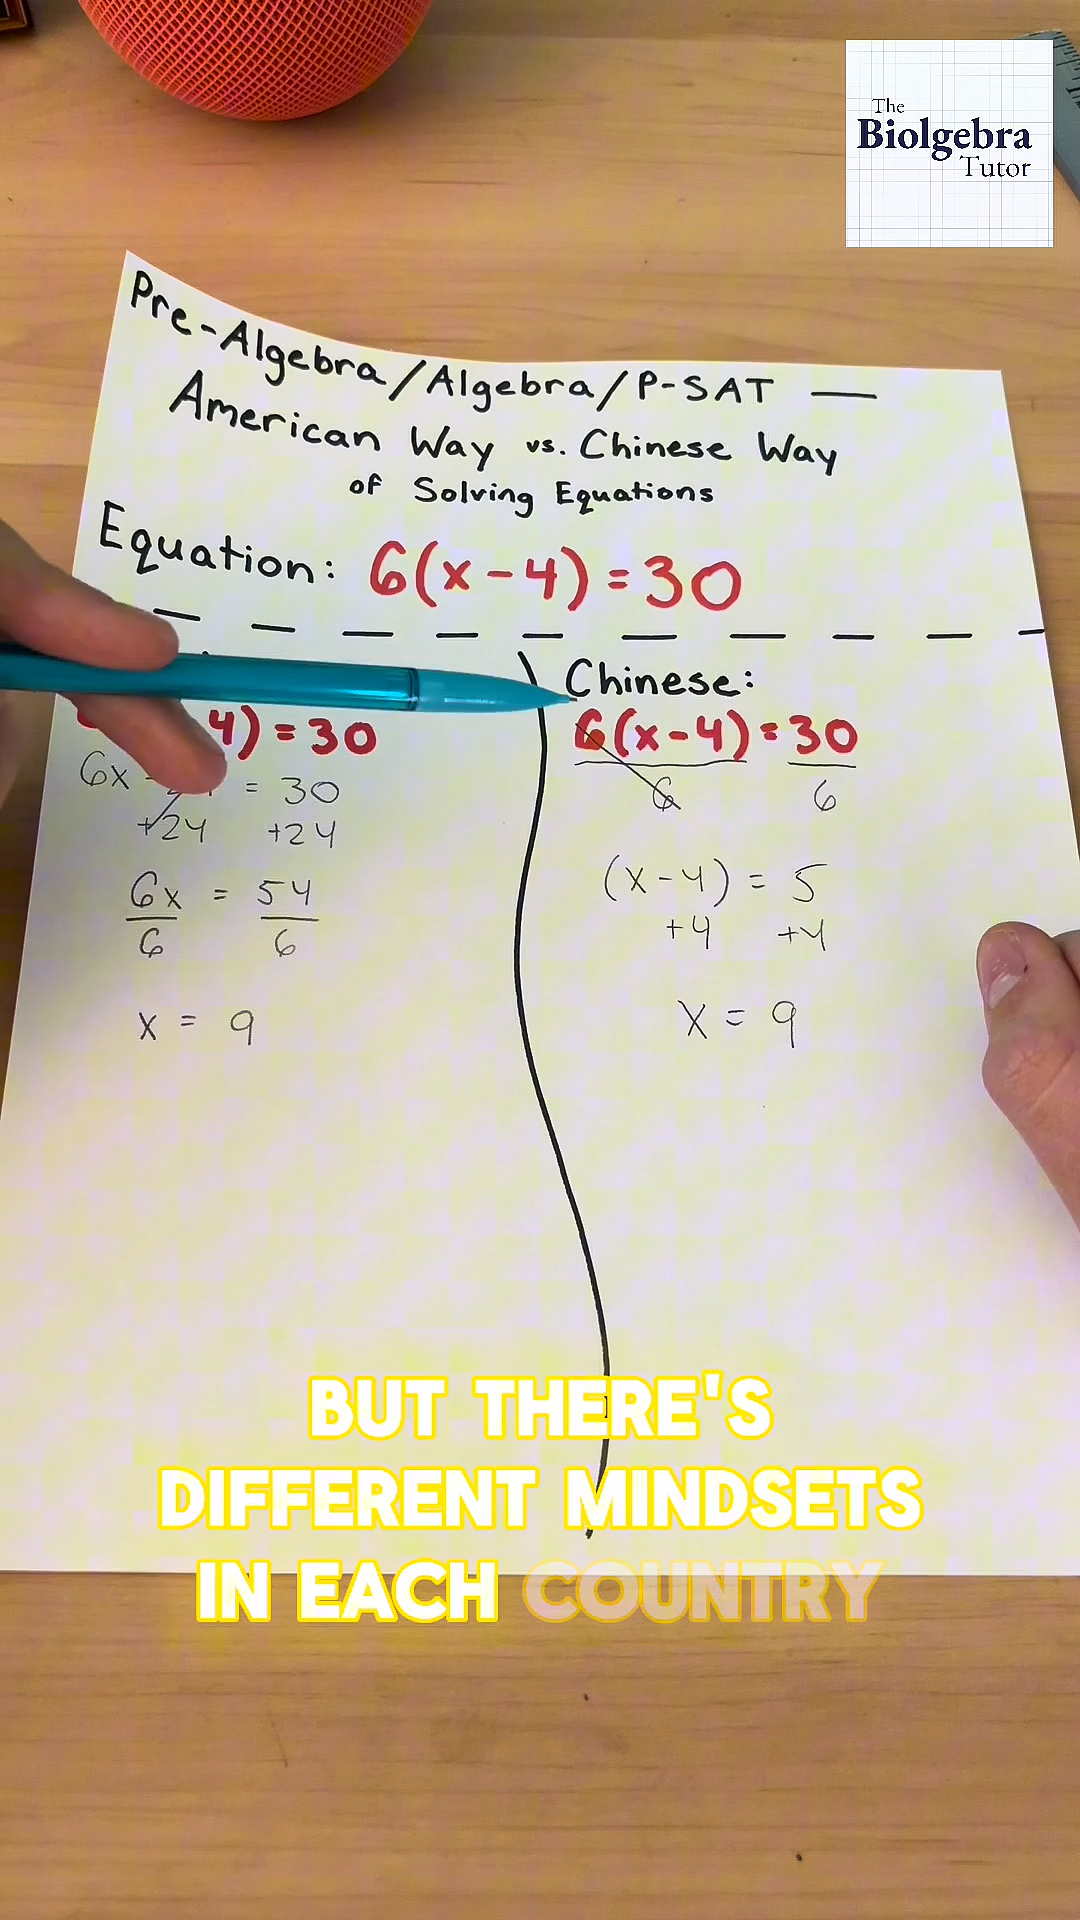 The
Biolgebra
Tutor
Pre-Algebra/Algebra/P-SAT —
American Way vs. Chinese Way
of Solving Equations
Equation: 6(x-4)=30
4)=30
6x = 30
+24 +24
6x = 54
6 6
x = 9
Chinese:
6(x-4)=30
6 6
(x-4) = 5
+4 +4
x = 9
BUT THERE'S
DIFFERENT MINDSETS
IN EACH COUNTRY